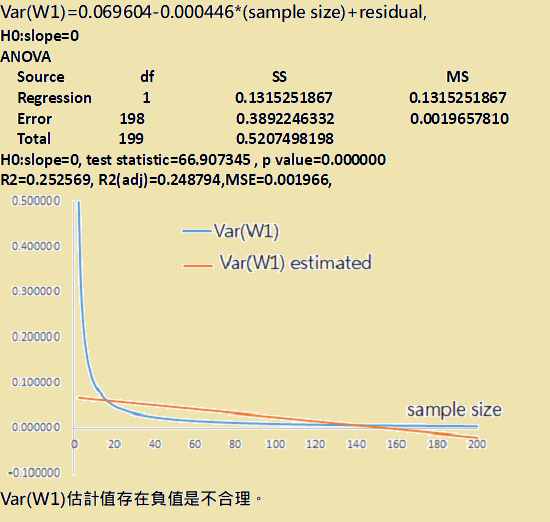 Var(W1)=0.069604-0.000446*(sample size)+residual,
H0:slope=0
ANOVA
Source df SS MS
Regression 1 0.1315251867 0.1315251867
Error 198 0.3892246332 0.0019657810
Total 199 0.5207498198
H0:slope=0, test statistic=66.907345 , p value=0.000000
R2=0.252569, R2(adj)=0.248794,MSE=0.001966,
0.500000
Var(W1)
0.400000
Var(W1) estimated
0.300000
0.200000
0.100000
sample size
0.000000
0 20 40 60 80 100 120 140 160 180 200
-0.100000
Var(W1)估計值存在負值是不合理。